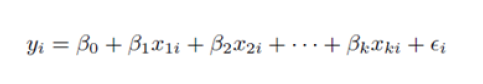 yᵢ = β₀ + β₁x₁ᵢ + β₂x₂ᵢ + ⋯ + βₖxₖᵢ + ϵᵢ